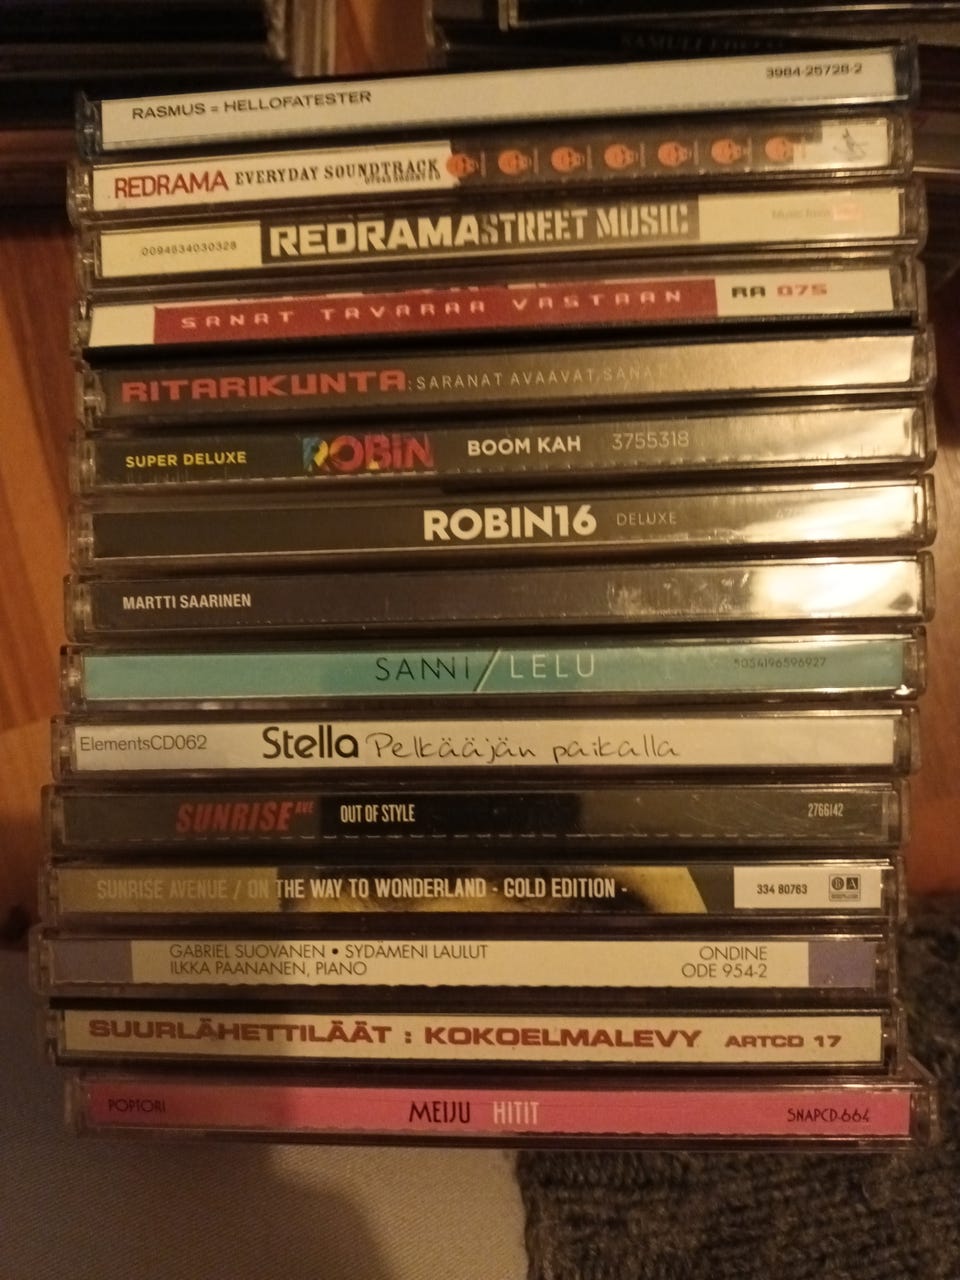 RASMUS = HELLOFATESTER 3984-25728-2
REDRAMA EVERYDAY SOUNDTRACK
0094634030328 REDRAMA STREET MUSIC Music from
SANAT TAVARAA VASTAAN RA 075
RITARIKUNTA: SARANAT AVAAVAT SANAT
SUPER DELUXE ROBIN BOOM KAH 3755318
ROBIN16 DELUXE
MARTTI SAARINEN
SANNI / LELU 5054196596927
ElementsCD062 Stella Pelkääjän paikalla
SUNRISE AVE OUT OF STYLE 2766142
SUNRISE AVENUE / ON THE WAY TO WONDERLAND - GOLD EDITION - 334 80763
GABRIEL SUOVANEN • SYDÄMENI LAULUT ONDINE
ILKKA PAANANEN, PIANO ODE 954-2
SUURLÄHETTILÄÄT : KOKOELMALEVY ARTCD 17
POPTORI MEIJU HITIT SNAPCD-664